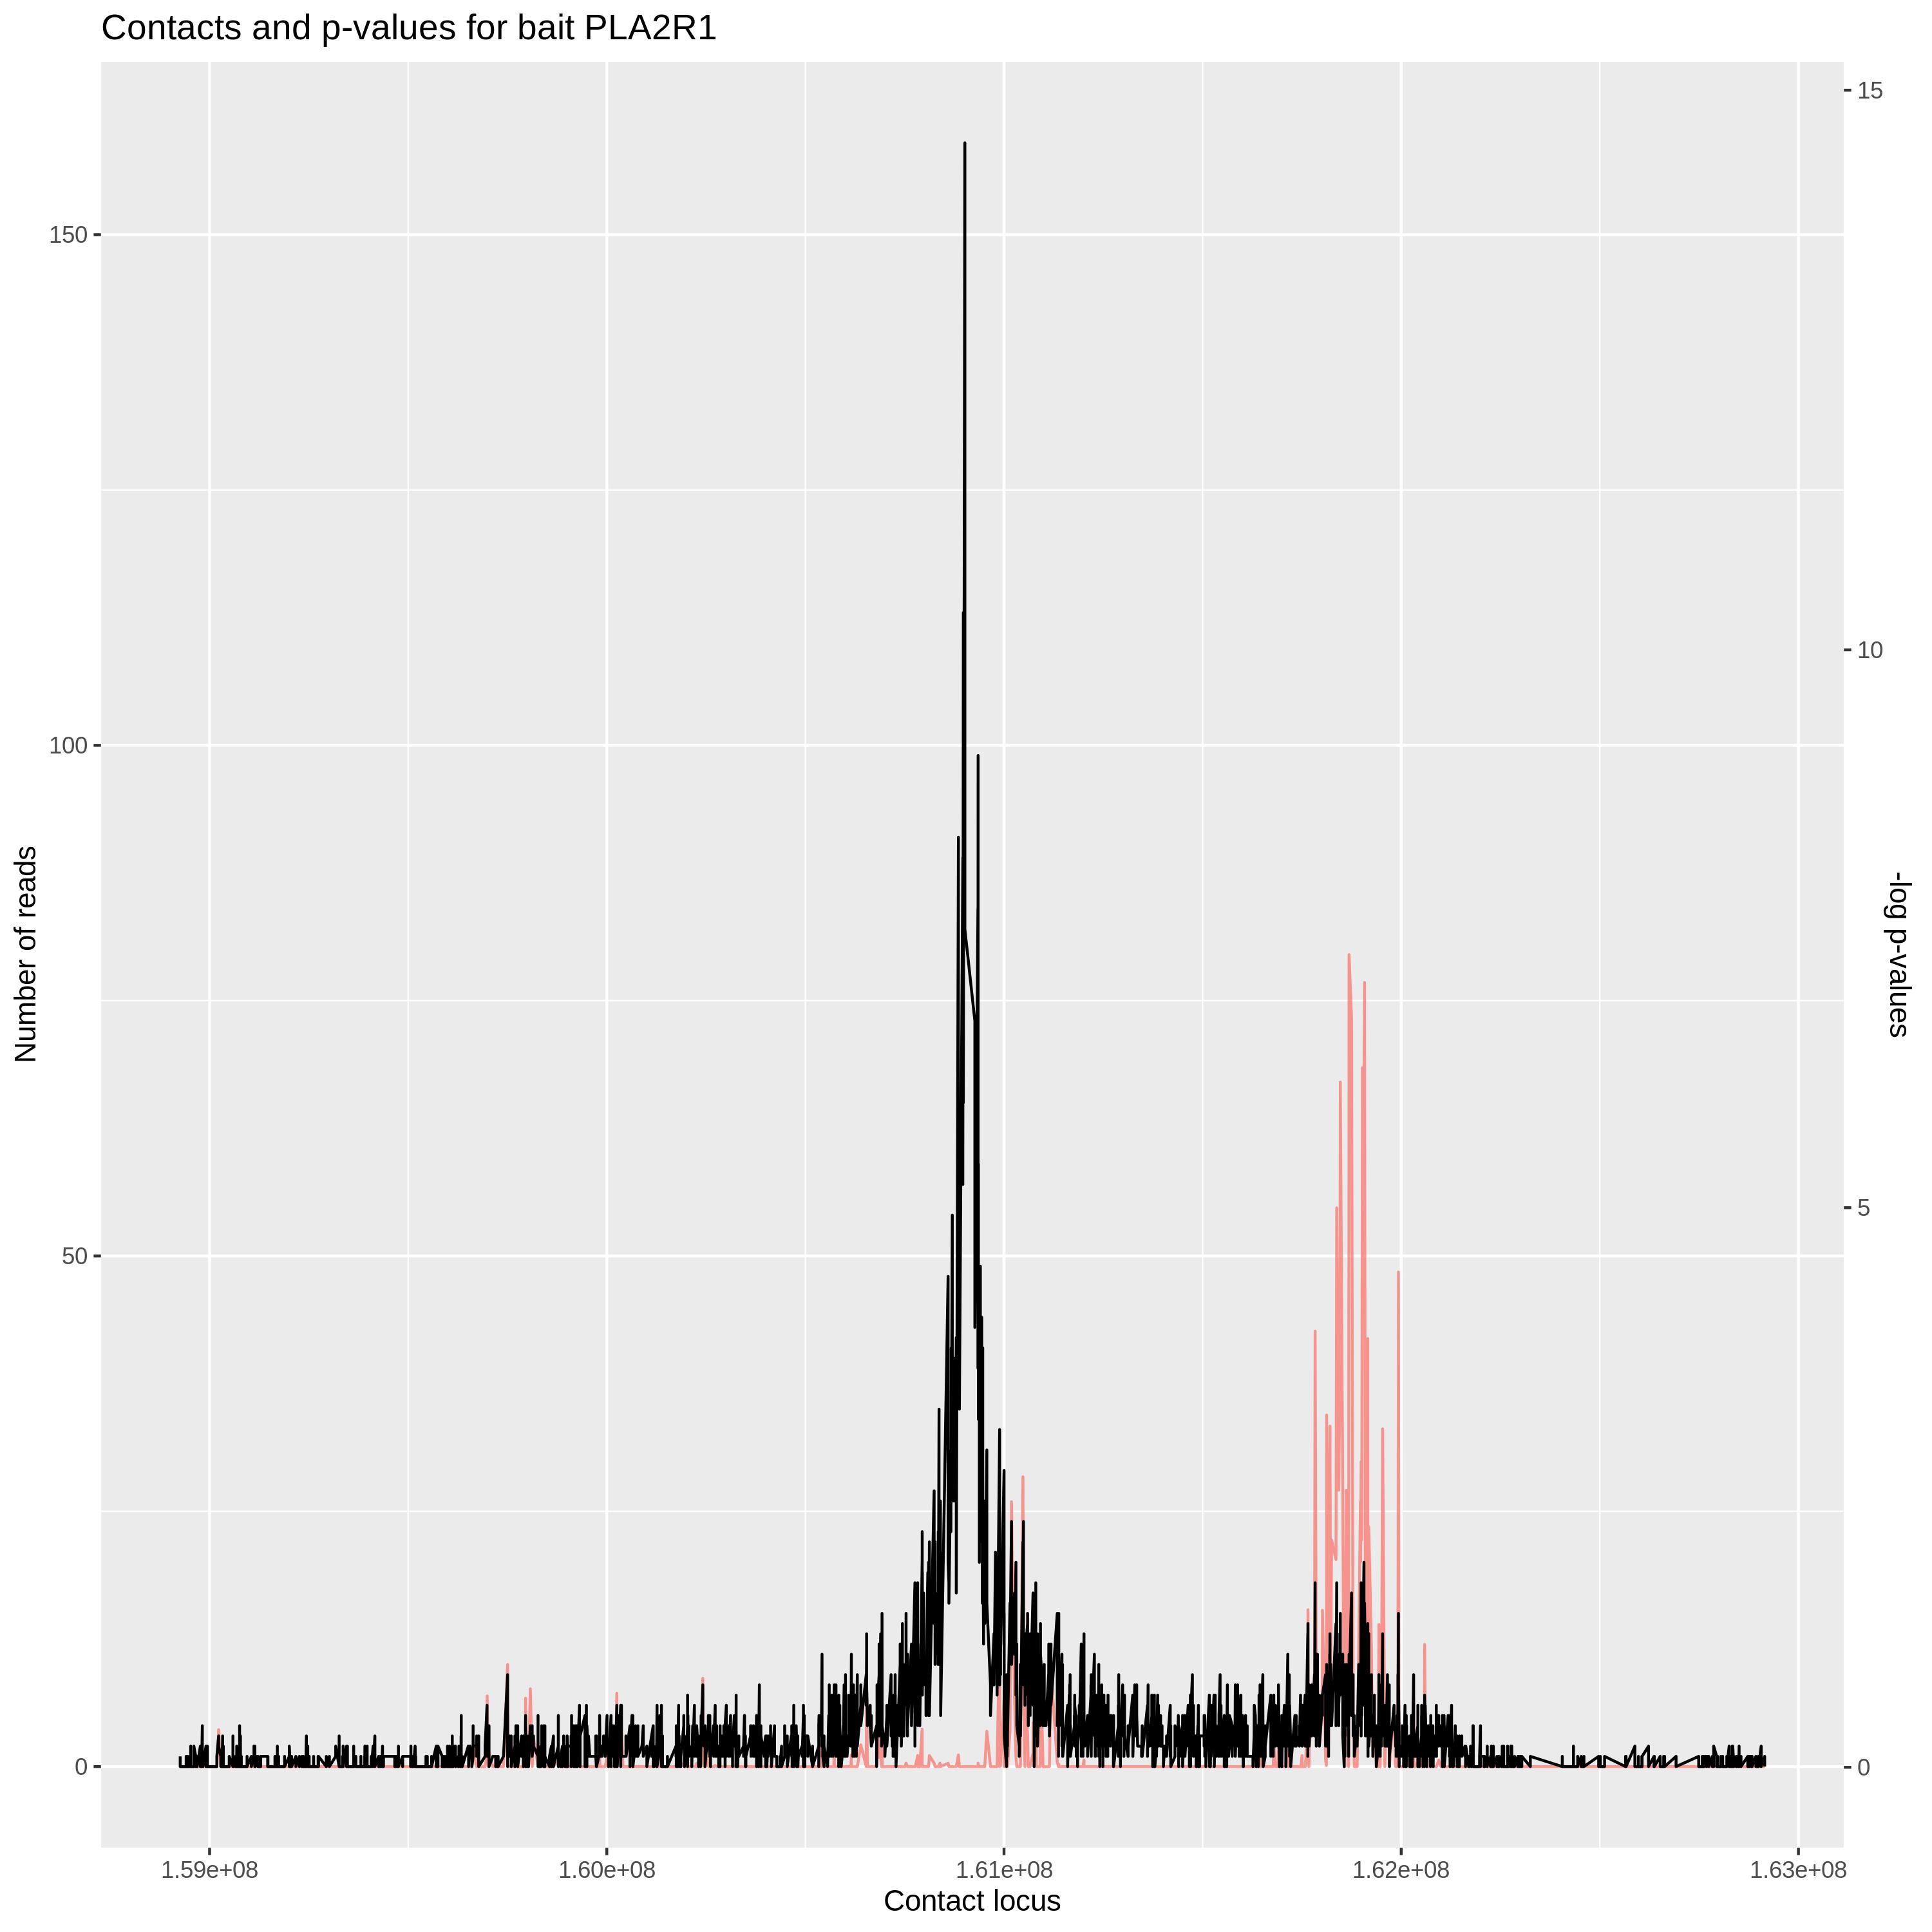 Contacts and p-values for bait PLA2R1
15
150
10
100
Number of reads
-log p-values
5
50
0
0
1.59e+08
1.60e+08
1.61e+08
1.62e+08
1.63e+08
Contact locus